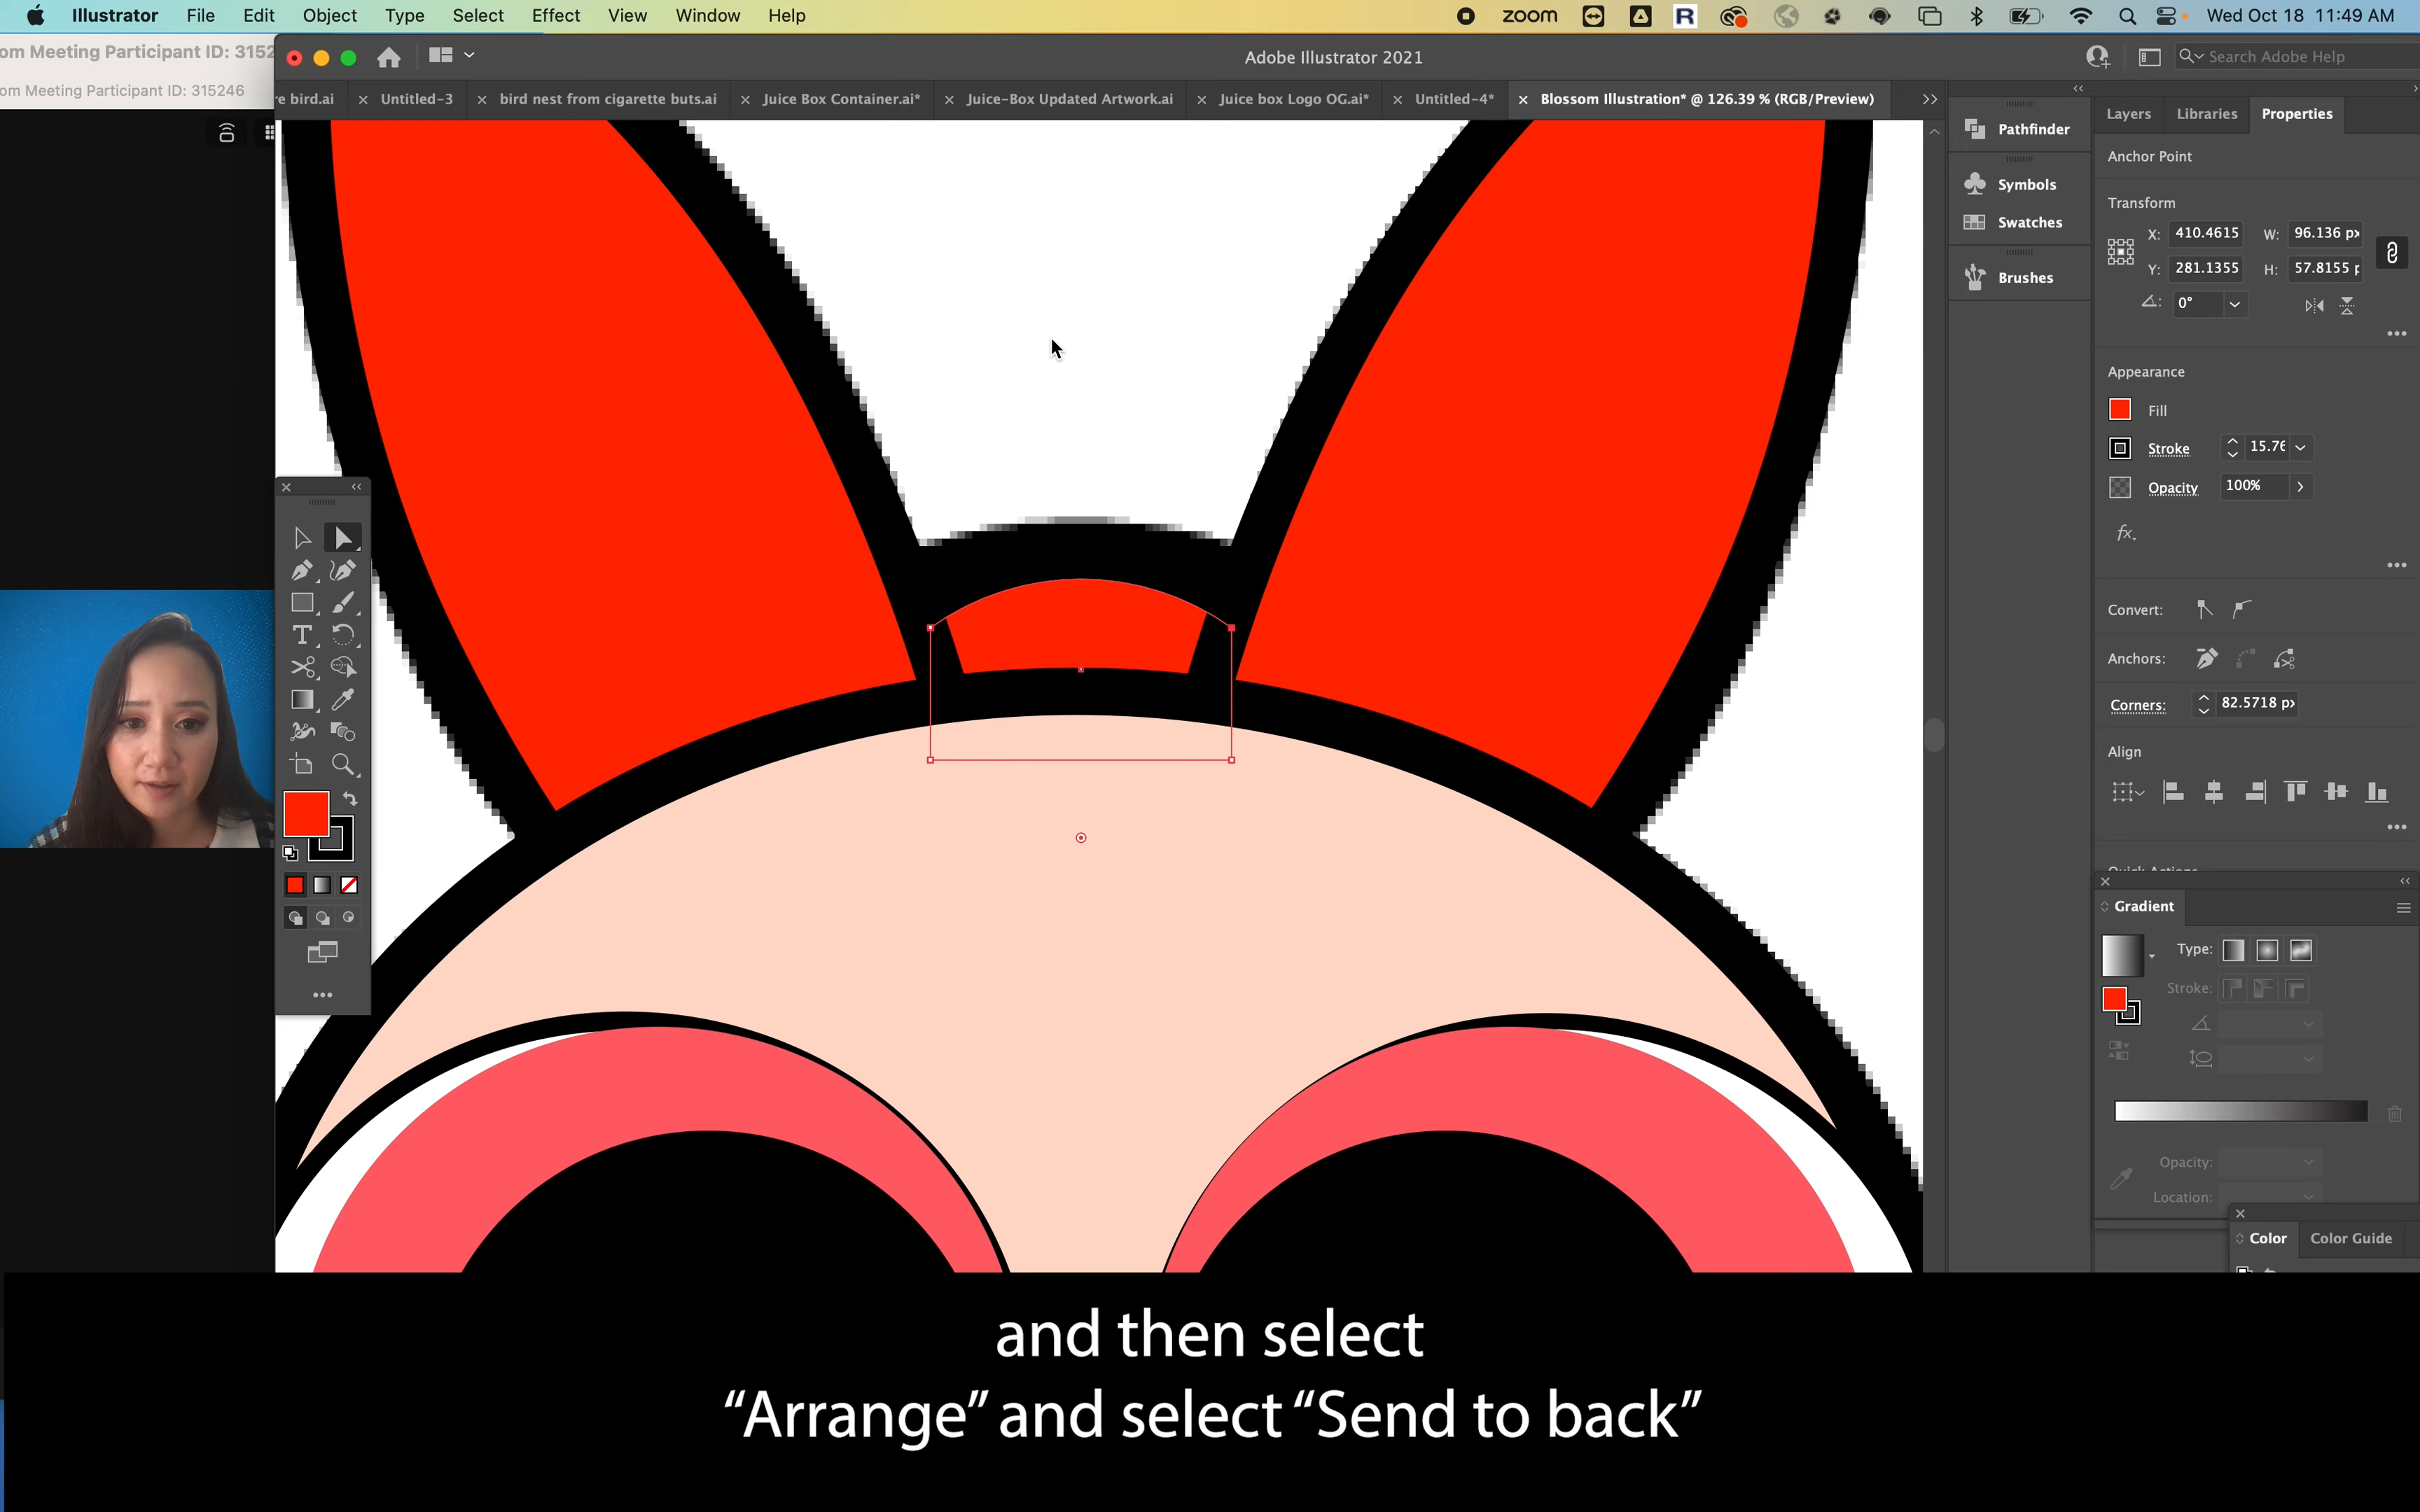 Illustrator File Edit Object Type Select Effect View Window Help zoom R Wed Oct 18 11:49 AM
om Meeting Participant ID: 3152
Adobe Illustrator 2021
Search Adobe Help
om Meeting Participant ID: 315246
re bird.ai × Untitled-3 × bird nest from cigarette buts.ai × Juice Box Container.ai* × Juice-Box Updated Artwork.ai × Juice box Logo OG.ai* × Untitled-4* × Blossom Illustration* @ 126.39 % (RGB/Preview)
Pathfinder
Symbols
Swatches
Brushes
Layers Libraries Properties
Anchor Point
Transform
X: 410.4615 W: 96.136 px
Y: 281.1355 H: 57.8155 p
0°
Appearance
Fill
Stroke 15.76
Opacity 100%
fx.
Convert:
Anchors:
Corners: 82.5718 px
Align
Gradient
Type:
Stroke:
Opacity:
Location:
Color Color Guide
and then select
“Arrange” and select “Send to back”